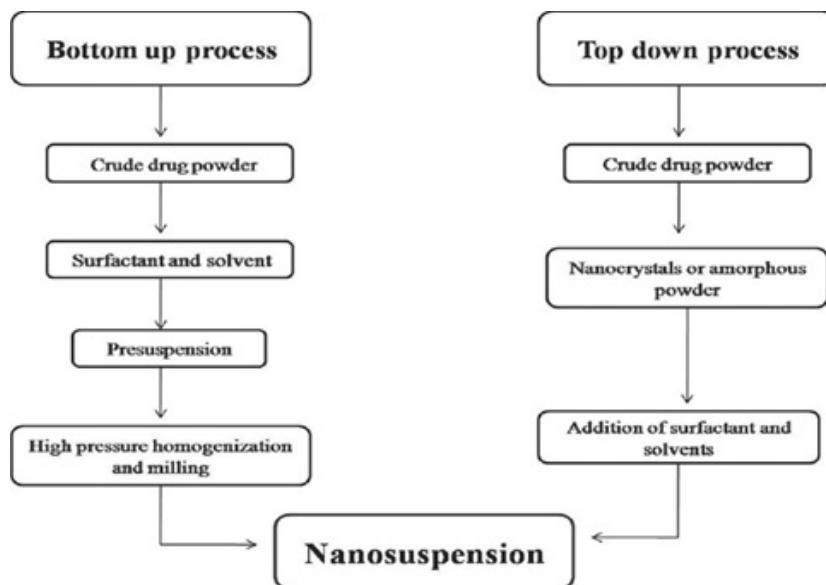 Bottom up process
Crude drug powder
Surfactant and solvent
Presuspension
High pressure homogenization
and milling
Top down process
Crude drug powder
Nanocrystals or amorphous
powder
Addition of surfactant and
solvents
Nanosuspension